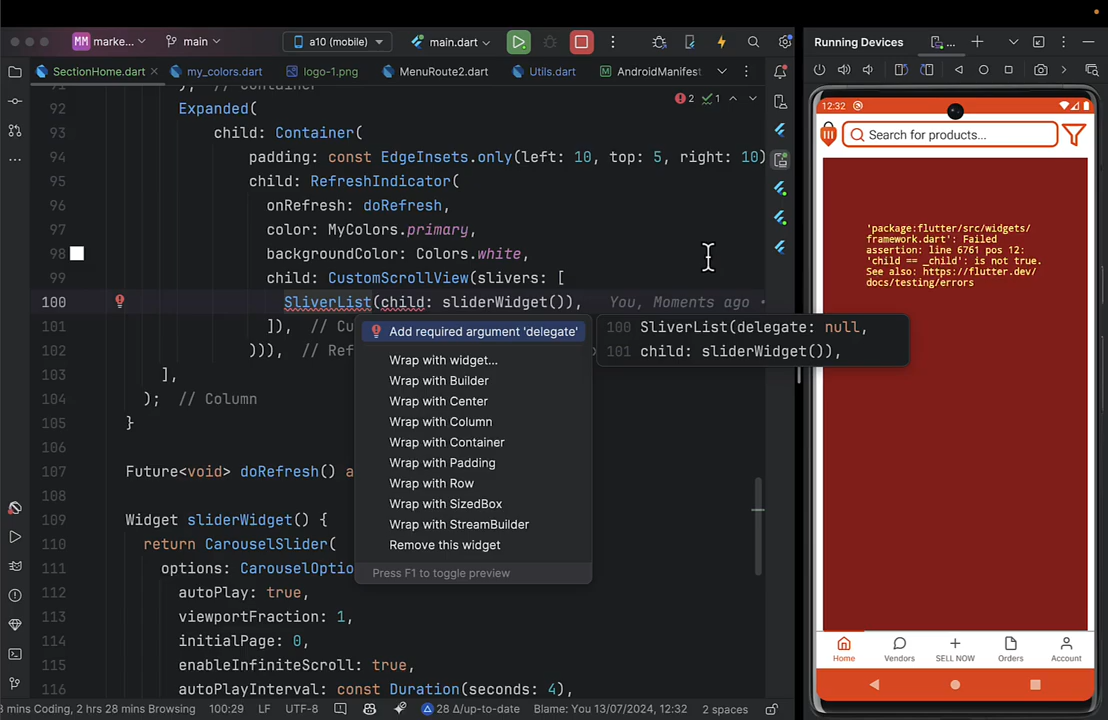 MM marke...
main
a10 (mobile)
main.dart
Running Devices
SectionHome.dart
my_colors.dart
logo-1.png
MenuRoute2.dart
Utils.dart
AndroidManifest
92 Expanded(
2 1
93 child: Container(
94 padding: const EdgeInsets.only(left: 10, top: 5, right: 10)
95 child: RefreshIndicator(
96 onRefresh: doRefresh,
97 color: MyColors.primary,
98 backgroundColor: Colors.white,
99 child: CustomScrollView(slivers: [
100 SliverList(child: sliderWidget()), You, Moments ago •
101 ]), // Cu
102 ))), // Ref
103 ],
104 ); // Column
105 }
106
107 Future<void> doRefresh() a
108
109 Widget sliderWidget() {
110 return CarouselSlider(
111 options: CarouselOptio
112 autoPlay: true,
113 viewportFraction: 1,
114 initialPage: 0,
115 enableInfiniteScroll: true,
116 autoPlayInterval: const Duration(seconds: 4),
Add required argument 'delegate'
Wrap with widget...
Wrap with Builder
Wrap with Center
Wrap with Column
Wrap with Container
Wrap with Padding
Wrap with Row
Wrap with SizedBox
Wrap with StreamBuilder
Remove this widget
Press F1 to toggle preview
100 SliverList(delegate: null,
101 child: sliderWidget()),
3 mins Coding, 2 hrs 28 mins Browsing
100:29
LF
UTF-8
28 Δ/up-to-date
Blame: You 13/07/2024, 12:32
2 spaces
12:32
Search for products...
'package:flutter/src/widgets/
framework.dart': Failed
assertion: line 6761 pos 12:
'child == _child': is not true.
See also: https://flutter.dev/
docs/testing/errors
Home
Vendors
SELL NOW
Orders
Account